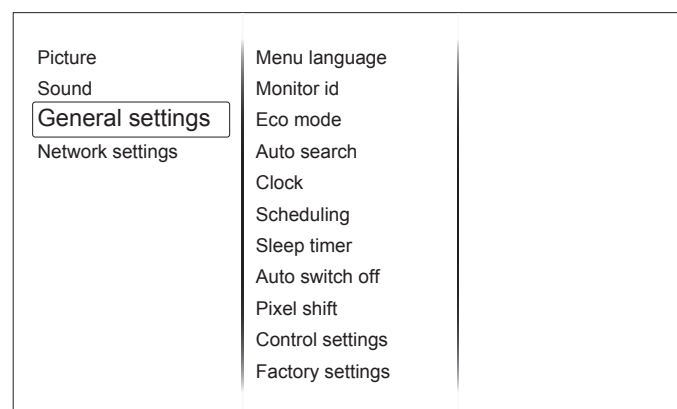 Picture
Sound
General settings
Network settings
Menu language
Monitor id
Eco mode
Auto search
Clock
Scheduling
Sleep timer
Auto switch off
Pixel shift
Control settings
Factory settings